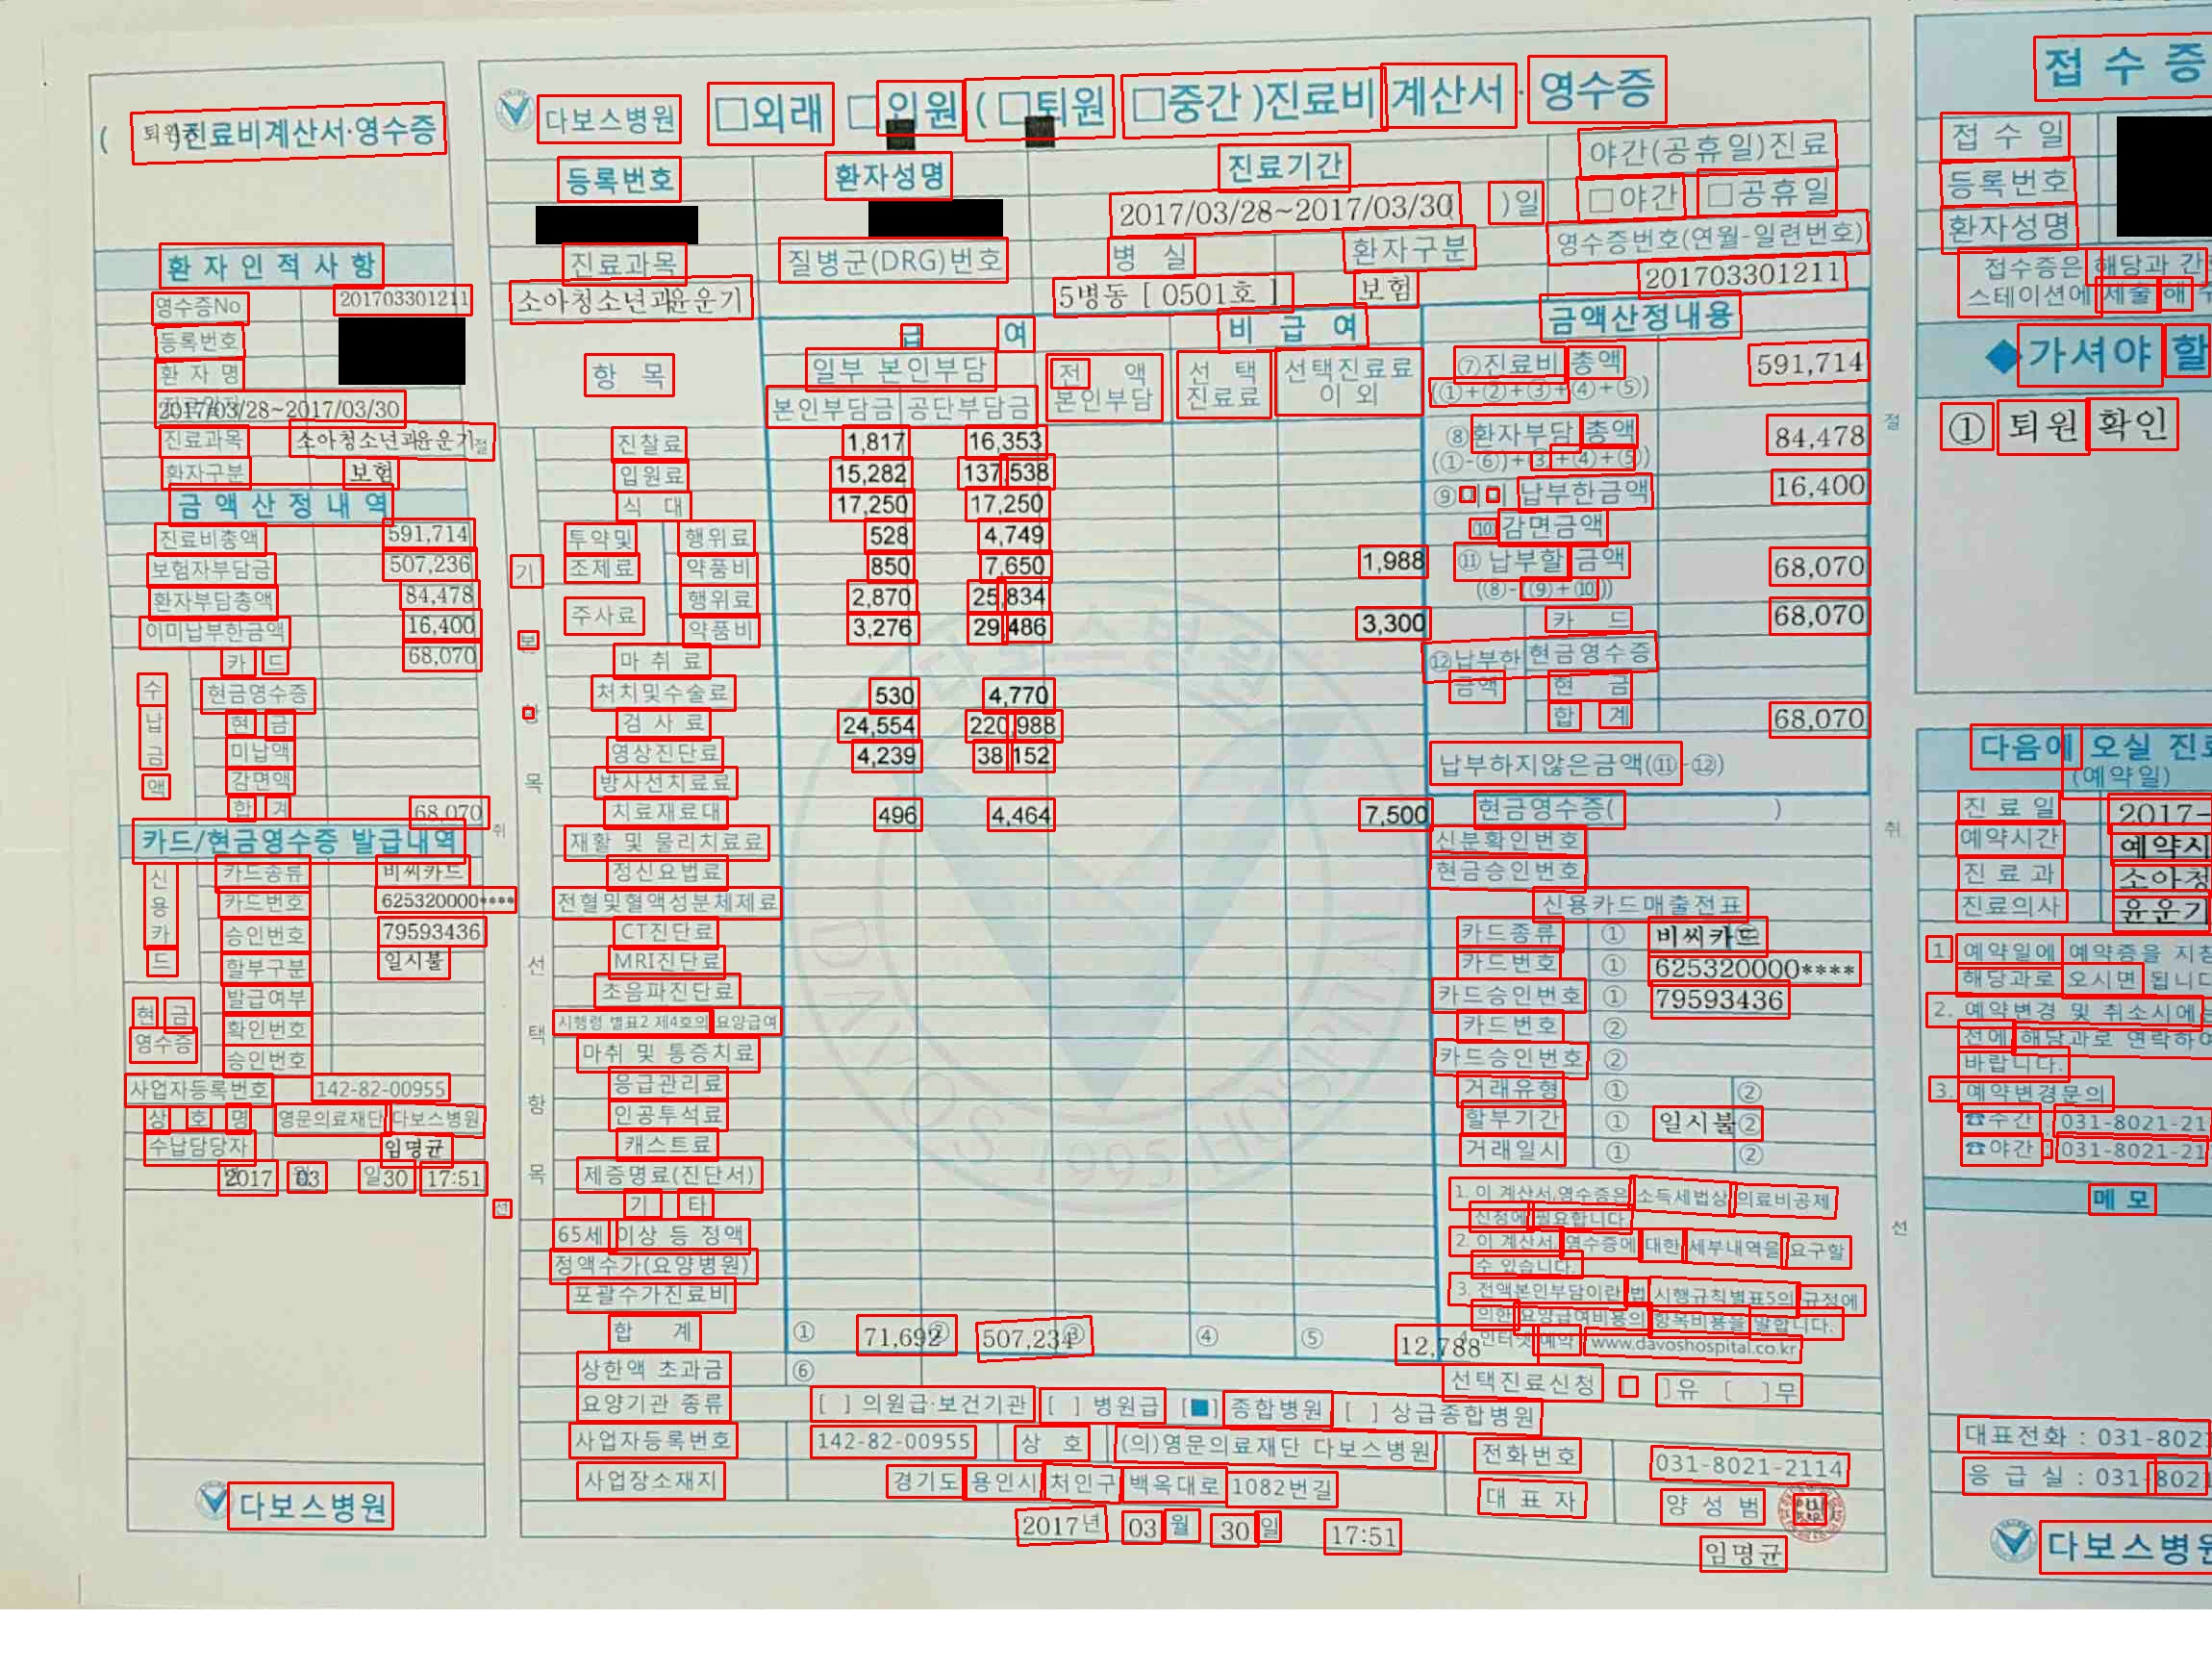 ( 퇴원 )진료비계산서·영수증
환 자 인 적 사 항
영수증No 201703301211
등록번호
환 자 명
2017/03/28~2017/03/30
진료과목 소아청소년과윤운기
환자구분 보험
금 액 산 정 내 역
진료비총액 591,714
보험자부담금 507,236
환자부담총액 84,478
이미납부한금액 16,400
수 납 금 액
카 드 68,070
현금영수증
현 금
미납액
감면액
합 계 68,070
카드/현금영수증 발급내역
신 용 카 드
카드종류 비씨카드
카드번호 625320000****
승인번호 79593436
할부구분 일시불
현 금 영수증
발급여부
확인번호
승인번호
사업자등록번호 142-82-00955
상 호 명 영문의료재단 다보스병원
수납담당자 임명균
2017 03 일30 17:51
다보스병원
절 취 선
다보스병원 □외래 □입원 ( □퇴원 □중간 )진료비 계산서 · 영수증
등록번호 환자성명 진료기간 야간(공휴일)진료
2017/03/28~2017/03/30( )일 □야간 □공휴일
진료과목 질병군(DRG)번호 병 실 환자구분 영수증번호(연월-일련번호)
소아청소년과윤운기 5병동 [ 0501호 ] 보험 201703301211
항 목 급 여 비 급 여 금액산정내용
일부 본인부담 전 액 본인부담 선 택 진료료 선택진료료 이 외
본인부담금 공단부담금
기 본 항 목
진찰료 1,817 16,353
입원료 15,282 137,538
식 대 17,250 17,250
투약및 조제료 행위료 528 4,749
약품비 850 7,650 1,988
주사료 행위료 2,870 25,834
약품비 3,276 29,486 3,300
마 취 료
처치및수술료 530 4,770
검 사 료 24,554 220,988
영상진단료 4,239 38,152
방사선치료료
치료재료대 496 4,464 7,500
재활 및 물리치료료
정신요법료
전혈및혈액성분체제료
선 택 항 목
CT진단료
MRI진단료
초음파진단료
시행령 별표2 제4호의 요양급여
마취 및 통증치료
응급관리료
인공투석료
캐스트료
제증명료(진단서)
기 타
65세 이상 등 정액
정액수가(요양병원)
포괄수가진료비
합 계 ① 71,692 ② 507,234 ③ ④ ⑤ 12,788
상한액 초과금 ⑥
⑦진료비 총액 591,714
(①+②+③+④+⑤)
⑧환자부담 총액 84,478
(①-⑥)+③+④+⑤)
⑨이미 납부한금액 16,400
⑩감면금액
⑪납부할 금액 68,070
((8)-(9)+⑩))
⑫납부한 금액
카 드 68,070
현금영수증
현 금
합 계 68,070
납부하지않은금액(⑪-⑫)
현금영수증( )
신분확인번호
현금승인번호
신용카드매출전표
카드종류 ① 비씨카드
카드번호 ① 625320000****
카드승인번호 ① 79593436
카드번호 ②
카드승인번호 ②
거래유형 ① ②
할부기간 ① 일시불 ②
거래일시 ① ②
1. 이 계산서,영수증은 소득세법상 의료비공제
신청에 필요합니다.
2. 이 계산서, 영수증에 대한 세부내역을 요구할
수 있습니다.
3. 전액본인부담이란 법 시행규칙별표5의 규정에
의한 요양급여비용의 항목비용을 말합니다.
4. 인터넷 예약 www.davoshospital.co.kr
선택진료신청 [ ]유 [ ]무
요양기관 종류 [ ] 의원급·보건기관 [ ] 병원급 [■] 종합병원 [ ] 상급종합병원
사업자등록번호 142-82-00955 상 호 (의)영문의료재단 다보스병원 전화번호 031-8021-2114
사업장소재지 경기도 용인시 처인구 백옥대로 1082번길 대 표 자 양 성 범
2017년 03 월 30 일 17:51 임명균
절 취 선
접 수 증
접 수 일
등록번호
환자성명
접수증은 해당과 간
스테이션에 제출 해
◆가셔야 할
① 퇴원 확인
다음에 오실 진료
(예약일)
진 료 일 2017-
예약시간 예약시
진 료 과 소아청
진료의사 윤운기
1. 예약일에 예약증을 지참
해당과로 오시면 됩니다
2. 예약변경 및 취소시에는
전에 해당과로 연락하여
바랍니다.
3. 예약변경문의
☎주간 : 031-8021-21
☎야간 : 031-8021-21
메 모
대표전화 : 031-802
응 급 실 : 031-802
다보스병원